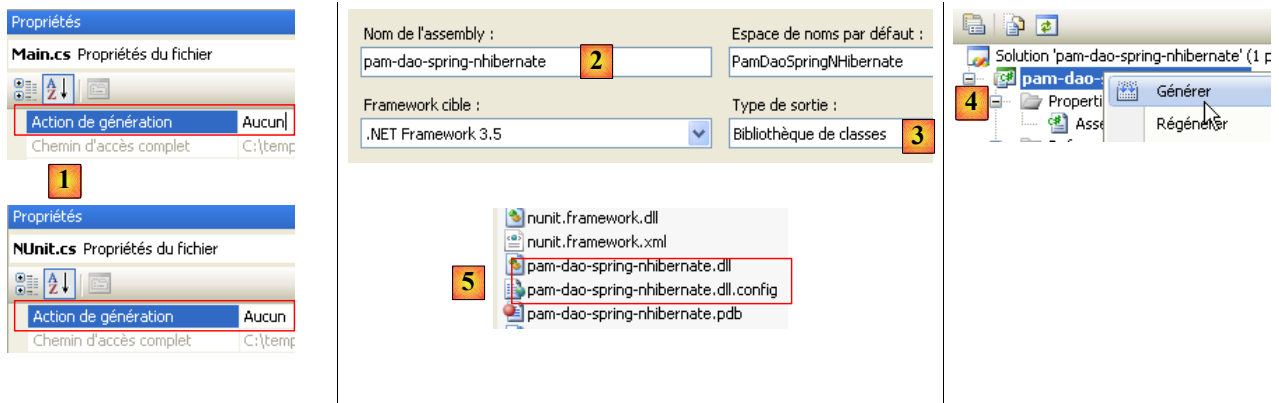 Propriétés
Main.cs Propriétés du fichier
Action de génération Aucun
Chemin d'accès complet C:\temp
1
Propriétés
NUnit.cs Propriétés du fichier
Action de génération Aucun
Chemin d'accès complet C:\temp
Nom de l'assembly : Espace de noms par défaut :
pam-dao-spring-nhibernate 2 PamDaoSpringNHibernate
Framework cible : Type de sortie :
.NET Framework 3.5 Bibliothèque de classes 3
nunit.framework.dll
nunit.framework.xml
5 pam-dao-spring-nhibernate.dll
pam-dao-spring-nhibernate.dll.config
pam-dao-spring-nhibernate.pdb
Solution 'pam-dao-spring-nhibernate' (1 p
pam-dao-s
4 Properti Générer
Asse Régénérer